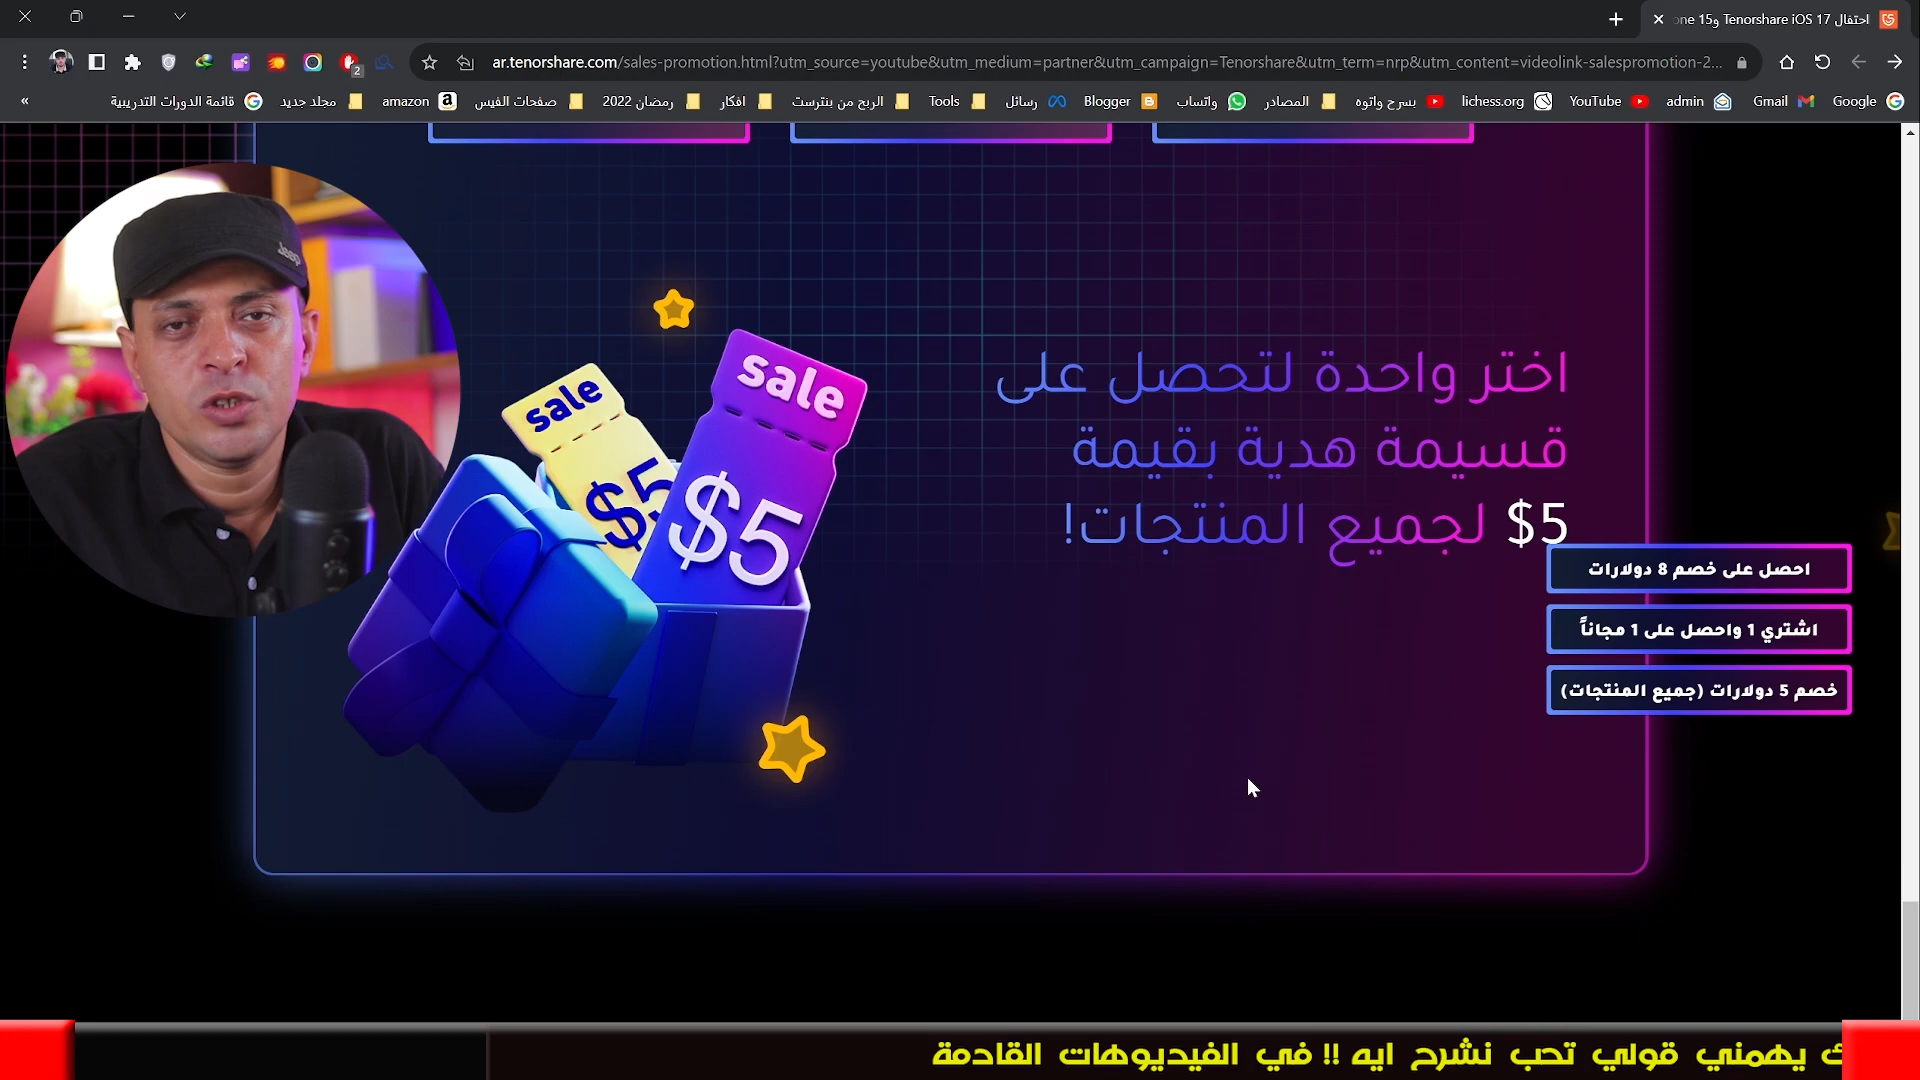 احتفال Tenorshare iOS 17 و one 15
ar.tenorshare.com/sales-promotion.html?utm_source=youtube&utm_medium=partner&utm_campaign=Tenorshare&utm_term=nrp&utm_content=videolink-salespromotion-2...
2
Google
Gmail
admin
YouTube
lichess.org
بسرح واتوه
المصادر
واتساب
Blogger
رسائل
Tools
الربح من بنترست
افكار
رمضان 2022
صفحات الفيس
amazon
مجلد جديد
قائمة الدورات التدريبية
»
Jeep
sale
$5
sale
$5
اختر واحدة لتحصل على
قسيمة هدية بقيمة
$5 لجميع المنتجات!
احصل على خصم 8 دولارات
اشتري 1 واحصل على 1 مجاناً
خصم 5 دولارات (جميع المنتجات)
يهمني قولي تحب نشرح ايه !! في الفيديوهات القادمة